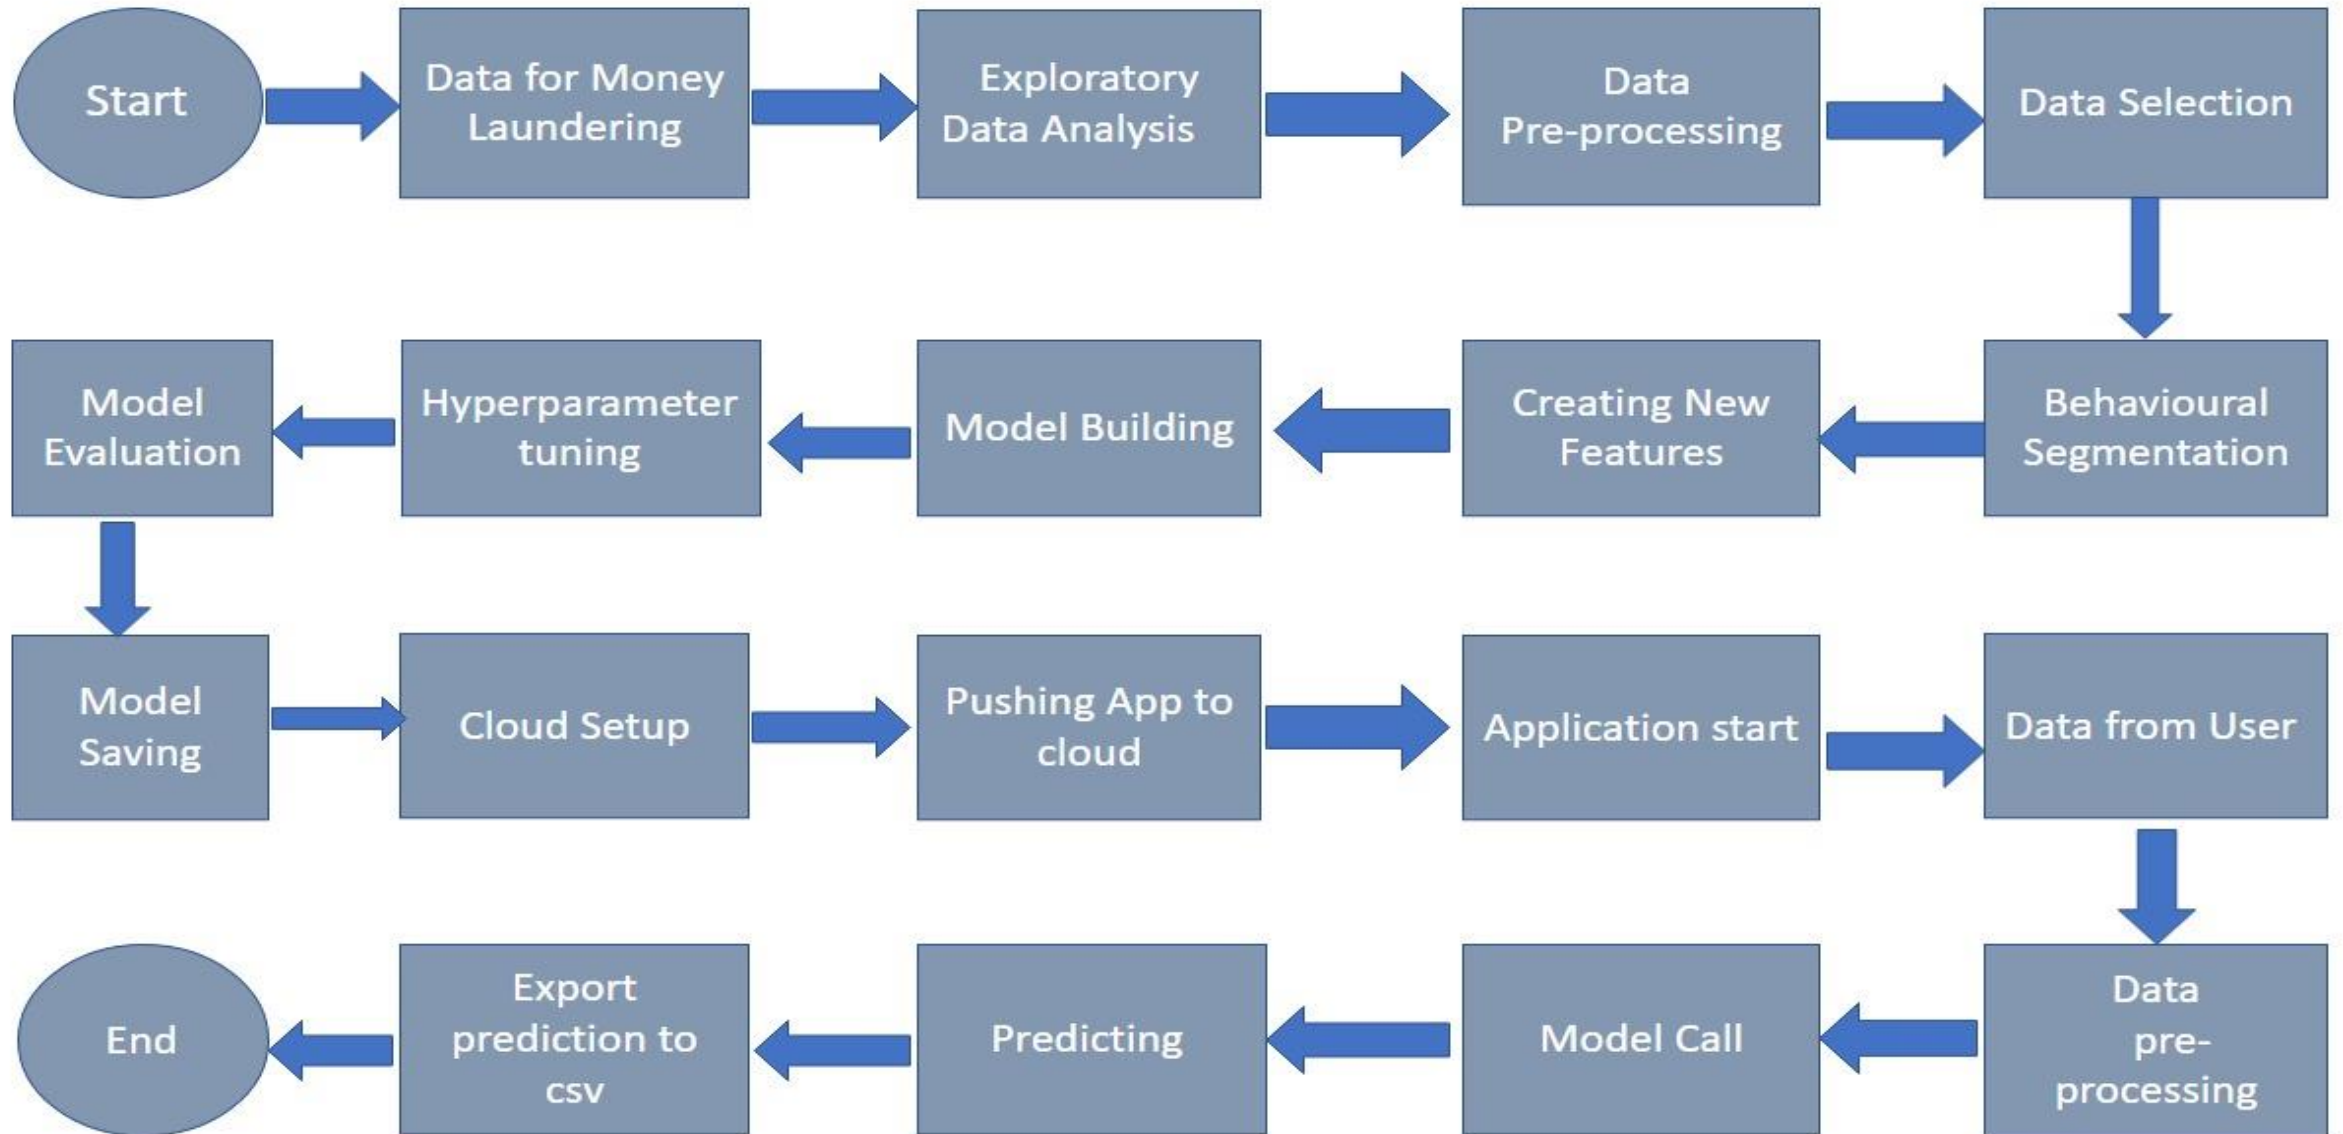 Start
Data for Money
Laundering
Exploratory
Data Analysis
Data
Pre-processing
Data Selection
Behavioural
Segmentation
Creating New
Features
Model Building
Hyperparameter
tuning
Model
Evaluation
Model
Saving
Cloud Setup
Pushing App to
cloud
Application start
Data from User
Data
pre-
processing
Model Call
Predicting
Export
prediction to
csv
End